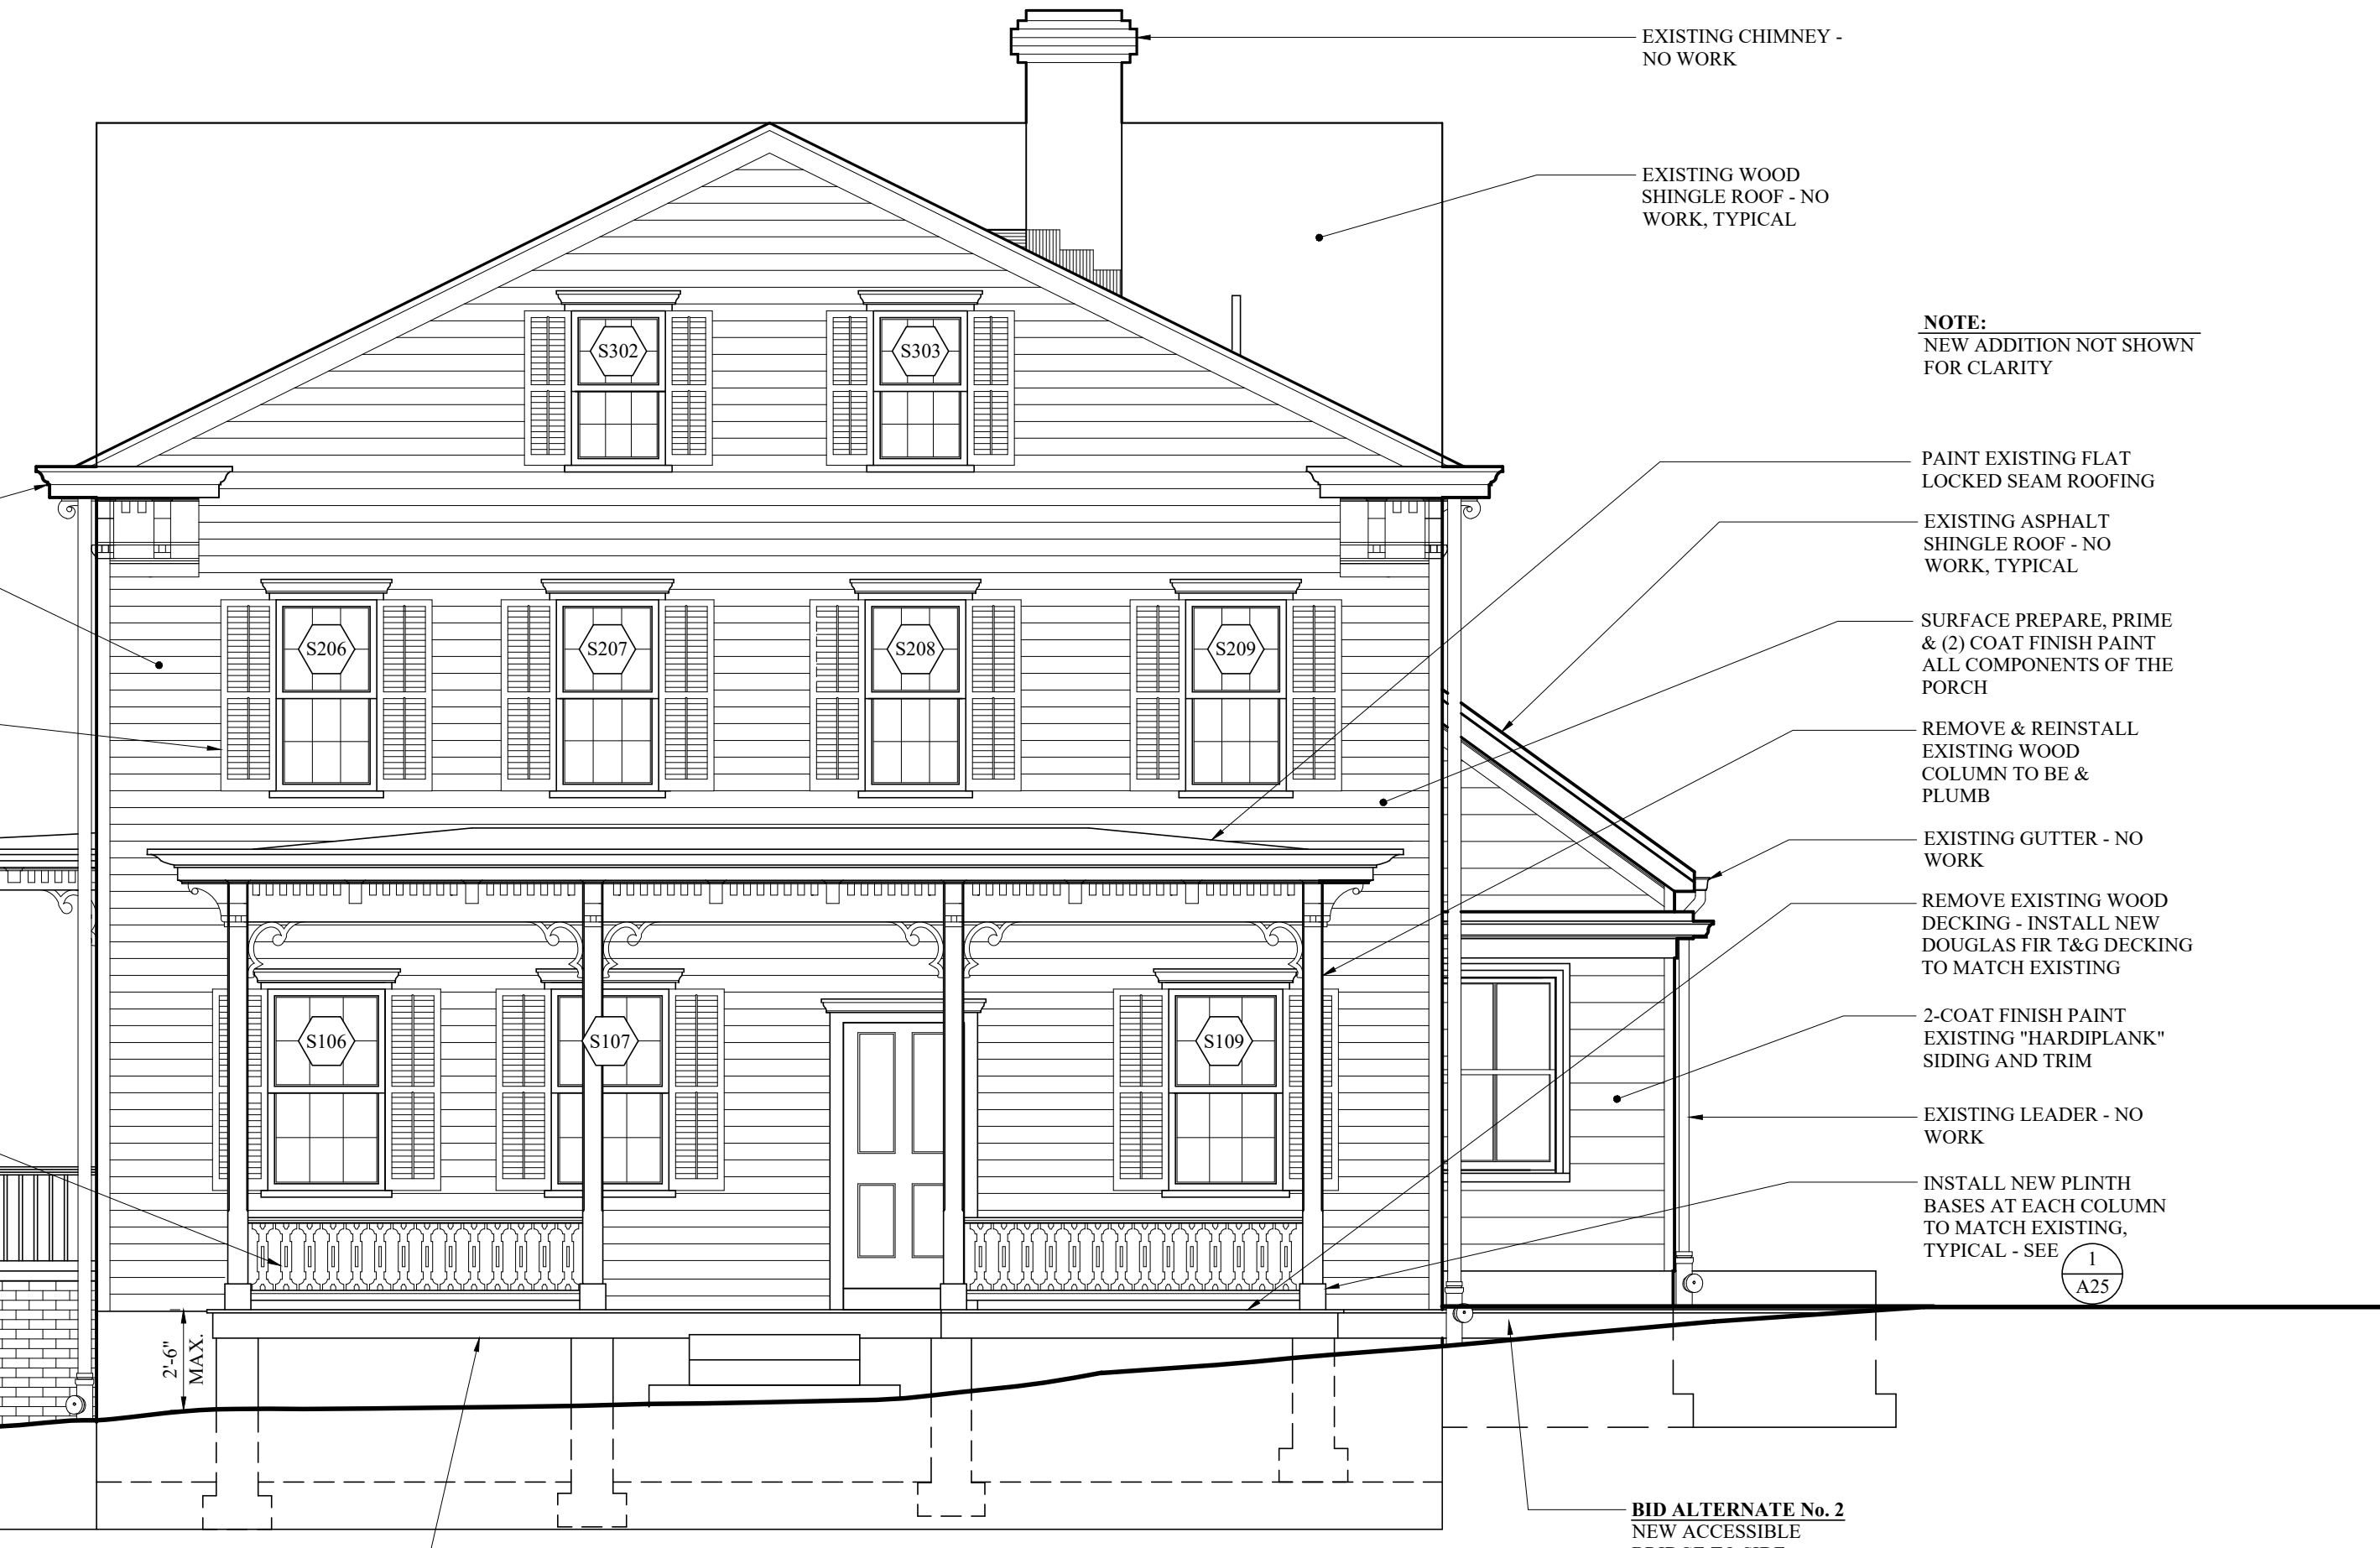 EXISTING CHIMNEY -
NO WORK
EXISTING WOOD
SHINGLE ROOF - NO
WORK, TYPICAL
NOTE:
NEW ADDITION NOT SHOWN
FOR CLARITY
S302
S303
PAINT EXISTING FLAT
LOCKED SEAM ROOFING
EXISTING ASPHALT
SHINGLE ROOF - NO
WORK, TYPICAL
S206
S207
S208
S209
SURFACE PREPARE, PRIME
& (2) COAT FINISH PAINT
ALL COMPONENTS OF THE
PORCH
REMOVE & REINSTALL
EXISTING WOOD
COLUMN TO BE &
PLUMB
EXISTING GUTTER - NO
WORK
REMOVE EXISTING WOOD
DECKING - INSTALL NEW
DOUGLAS FIR T&G DECKING
TO MATCH EXISTING
S106
S107
S109
2-COAT FINISH PAINT
EXISTING "HARDIPLANK"
SIDING AND TRIM
EXISTING LEADER - NO
WORK
INSTALL NEW PLINTH
BASES AT EACH COLUMN
TO MATCH EXISTING,
TYPICAL - SEE
1
A25
2'-6"
MAX.
BID ALTERNATE No. 2
NEW ACCESSIBLE